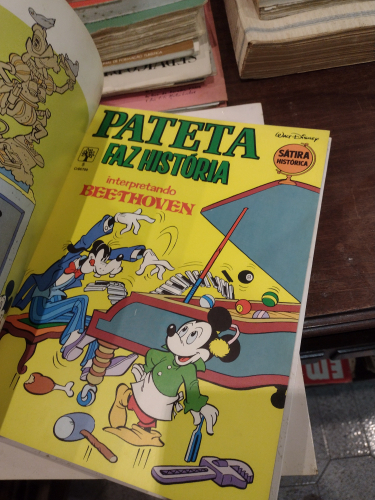 WALT DISNEY
PATETA
FAZ HISTÓRIA
SÁTIRA
HISTÓRICA
interpretando
BEETHOVEN